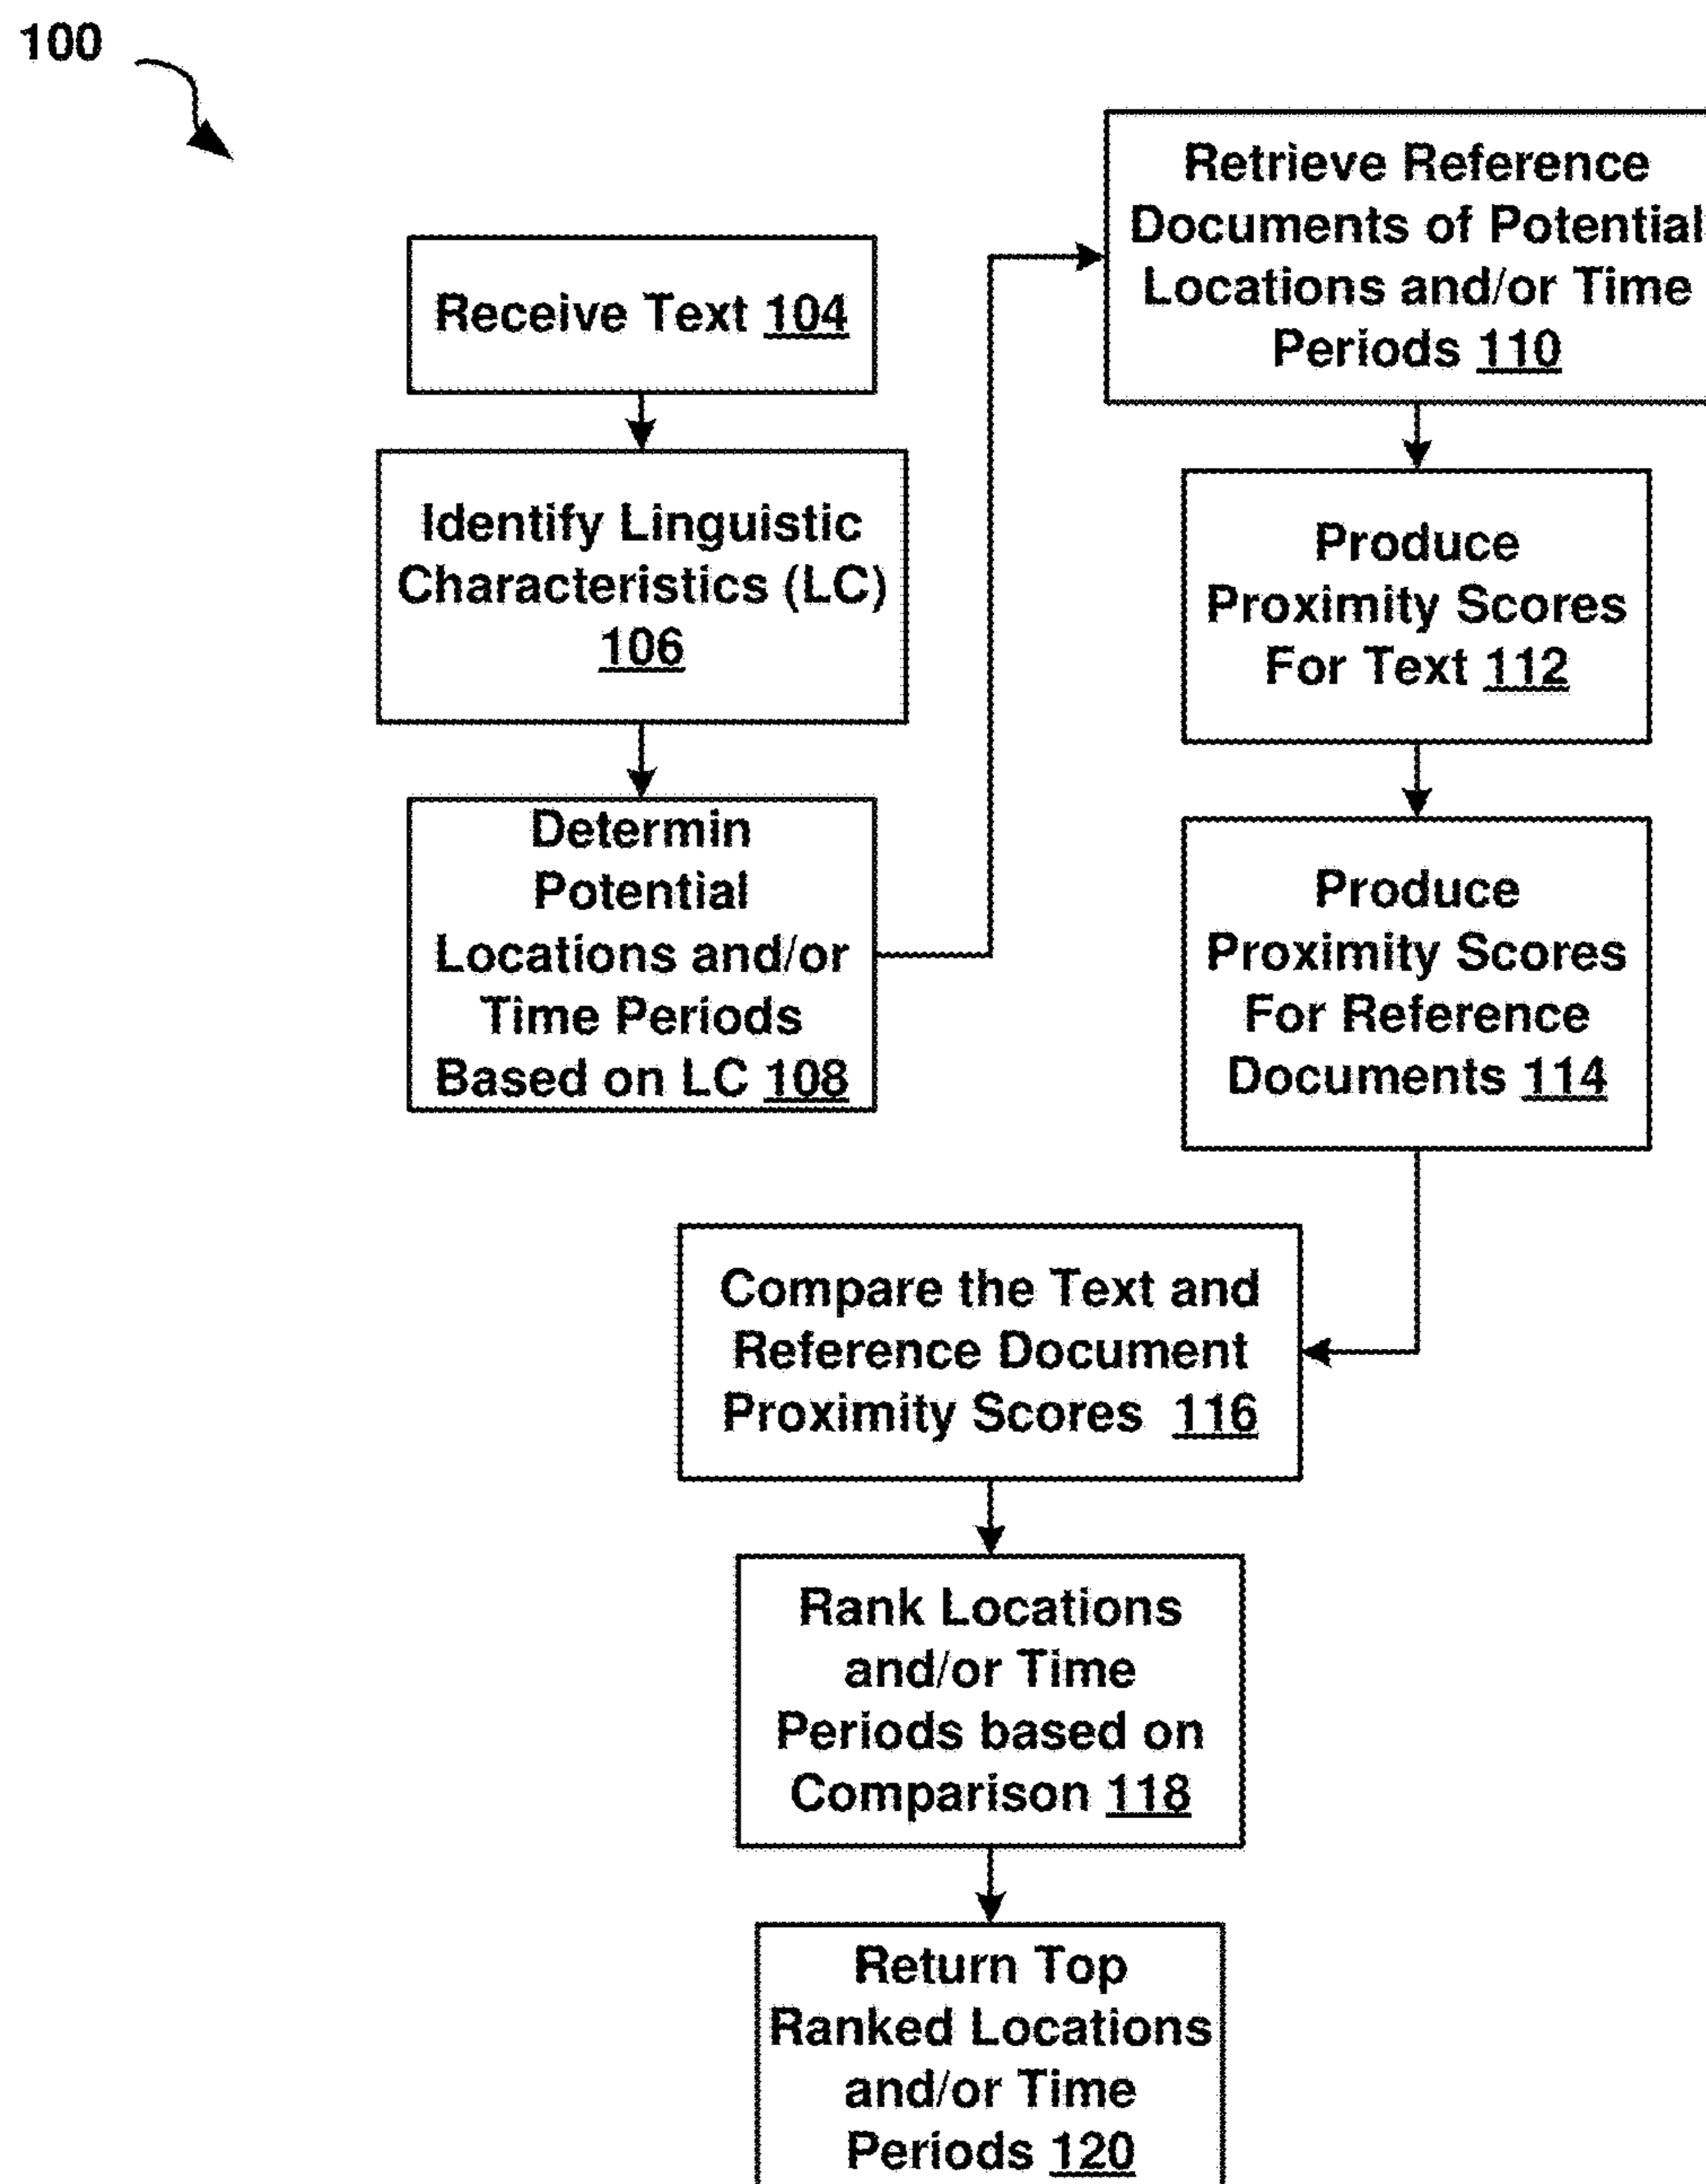 100
Receive Text 104
Identify Linguistic
Characteristics (LC)
106
Determin
Potential
Locations and/or
Time Periods
Based on LC 108
Retrieve Reference
Documents of Potential
Locations and/or Time
Periods 110
Produce
Proximity Scores
For Text 112
Produce
Proximity Scores
For Reference
Documents 114
Compare the Text and
Reference Document
Proximity Scores 116
Rank Locations
and/or Time
Periods based on
Comparison 118
Return Top
Ranked Locations
and/or Time
Periods 120